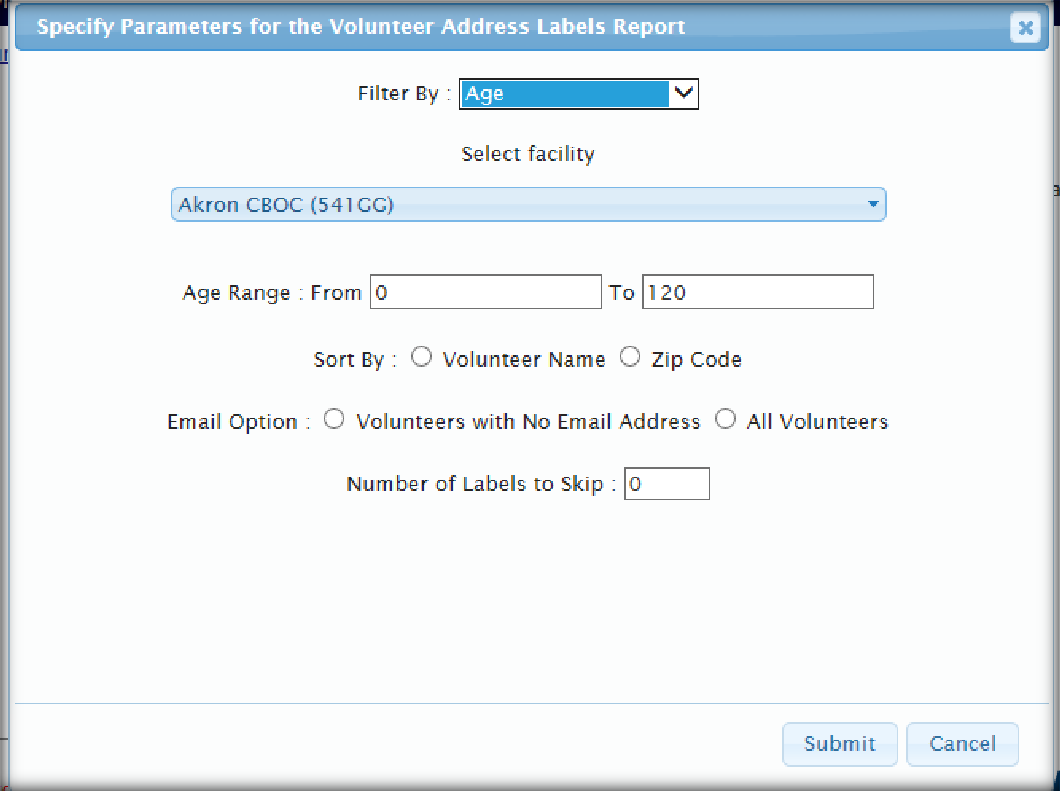 Specify Parameters for the Volunteer Address Labels Report
Filter By : Age
Select facility
Akron CBOC (541GG)
Age Range : From 0 To 120
Sort By : Volunteer Name Zip Code
Email Option : Volunteers with No Email Address All Volunteers
Number of Labels to Skip : 0
Submit Cancel